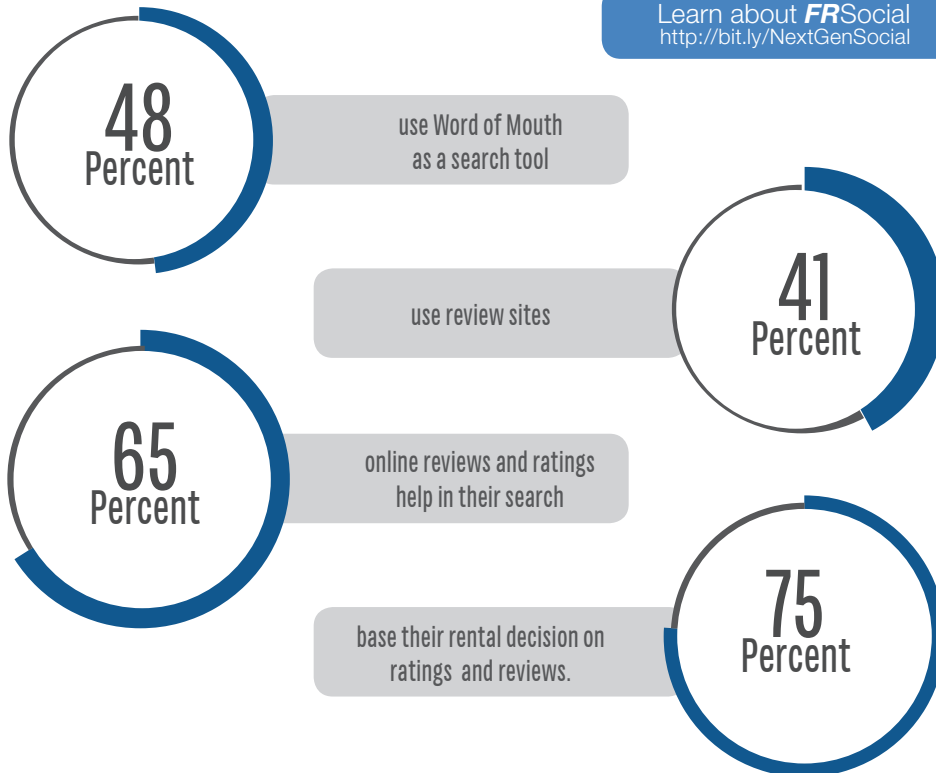 Learn about FRSocial
http://bit.ly/NextGenSocial
48
Percent
use Word of Mouth
as a search tool
use review sites
41
Percent
65
Percent
online reviews and ratings
help in their search
base their rental decision on
ratings and reviews.
75
Percent